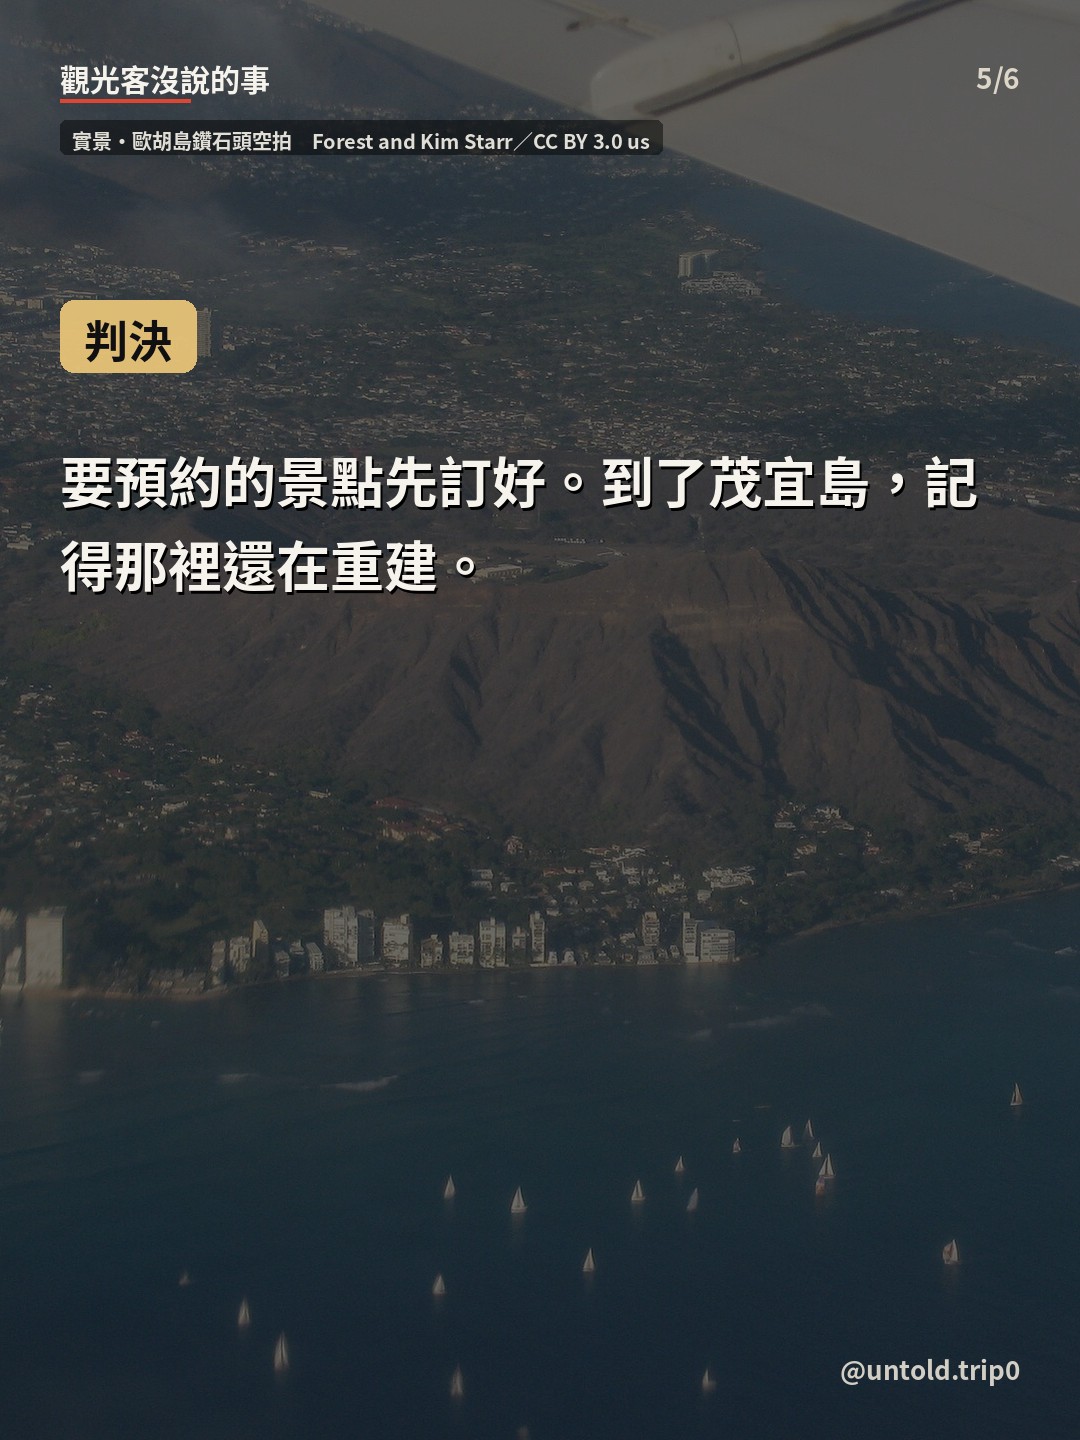 觀光客沒說的事
5/6
實景・歐胡島鑽石頭空拍　Forest and Kim Starr／CC BY 3.0 us
判決
要預約的景點先訂好。到了茂宜島，記
得那裡還在重建。
@untold.trip0